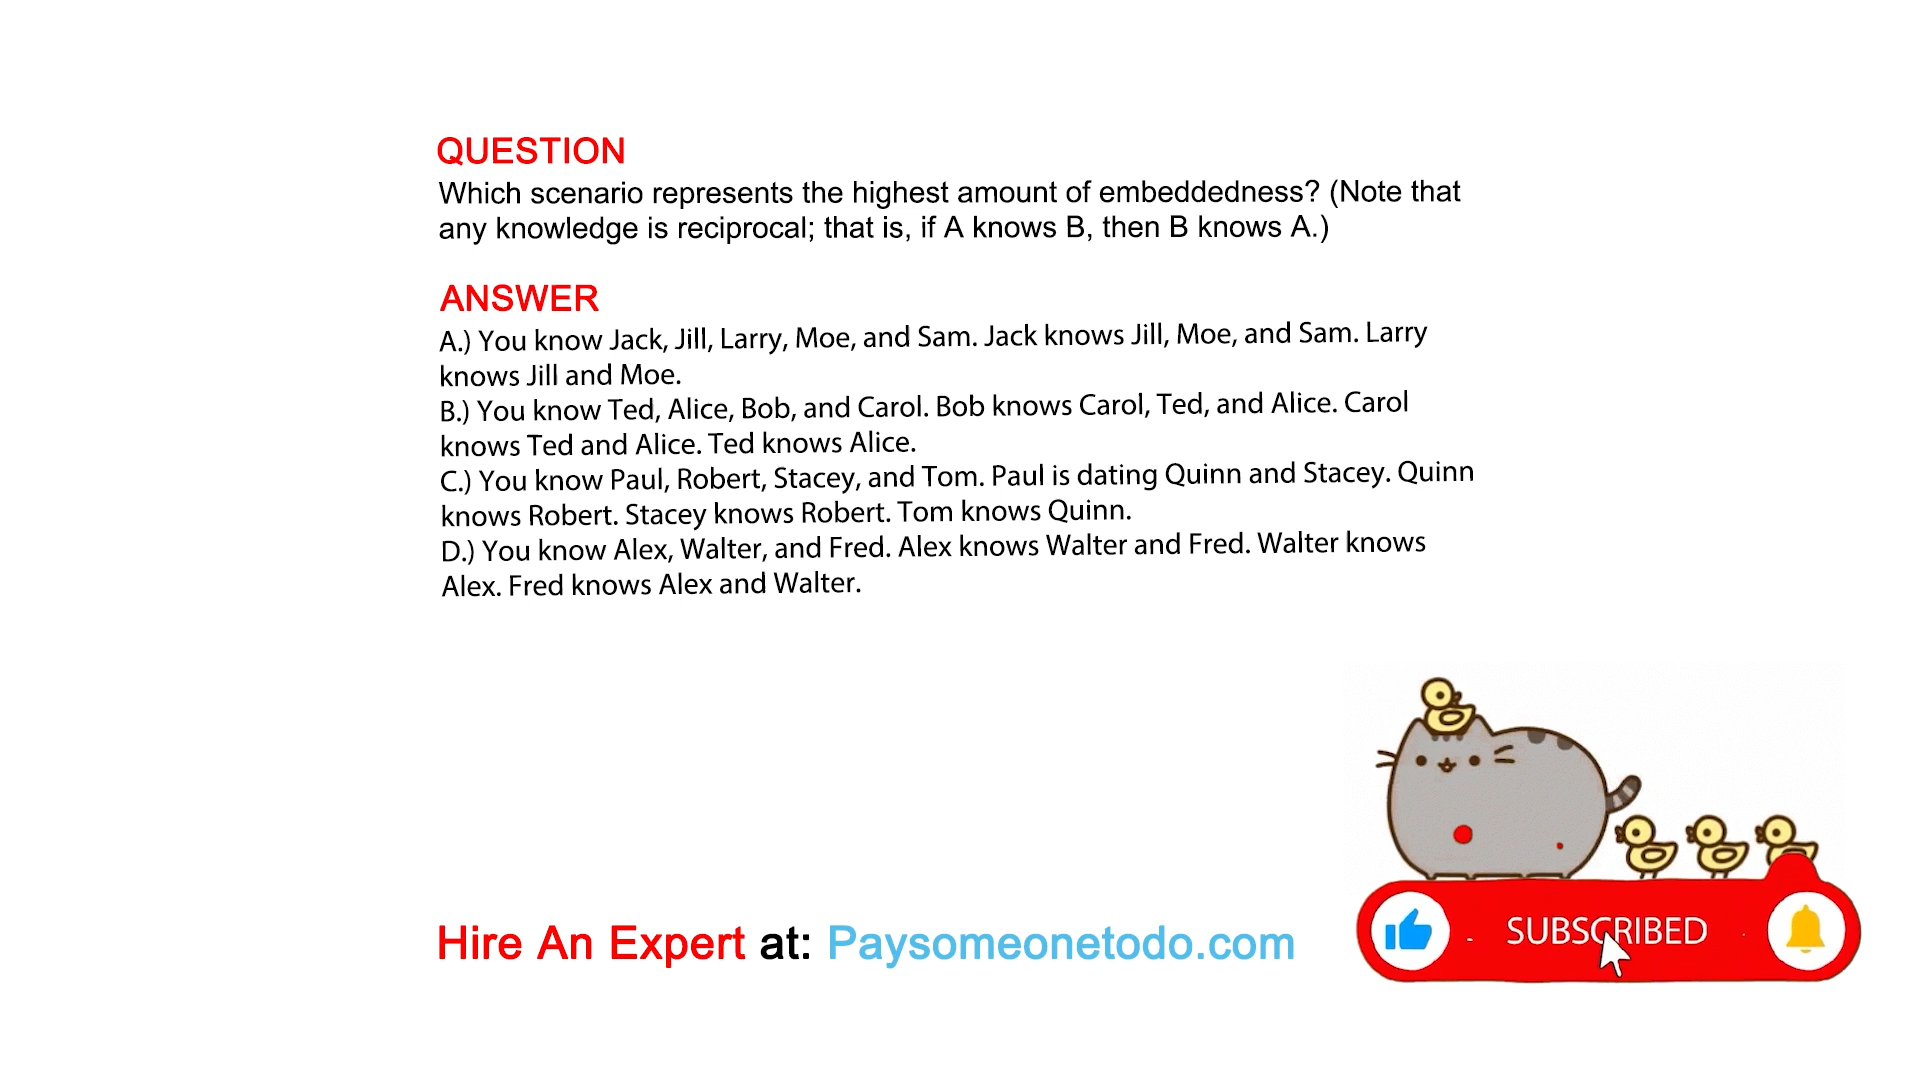 QUESTION
Which scenario represents the highest amount of embeddedness? (Note that
any knowledge is reciprocal; that is, if A knows B, then B knows A.)
ANSWER
A.) You know Jack, Jill, Larry, Moe, and Sam. Jack knows Jill, Moe, and Sam. Larry
knows Jill and Moe.
B.) You know Ted, Alice, Bob, and Carol. Bob knows Carol, Ted, and Alice. Carol
knows Ted and Alice. Ted knows Alice.
C.) You know Paul, Robert, Stacey, and Tom. Paul is dating Quinn and Stacey. Quinn
knows Robert. Stacey knows Robert. Tom knows Quinn.
D.) You know Alex, Walter, and Fred. Alex knows Walter and Fred. Walter knows
Alex. Fred knows Alex and Walter.
Hire An Expert at: Paysomeonetodo.com
SUBSCRIBED